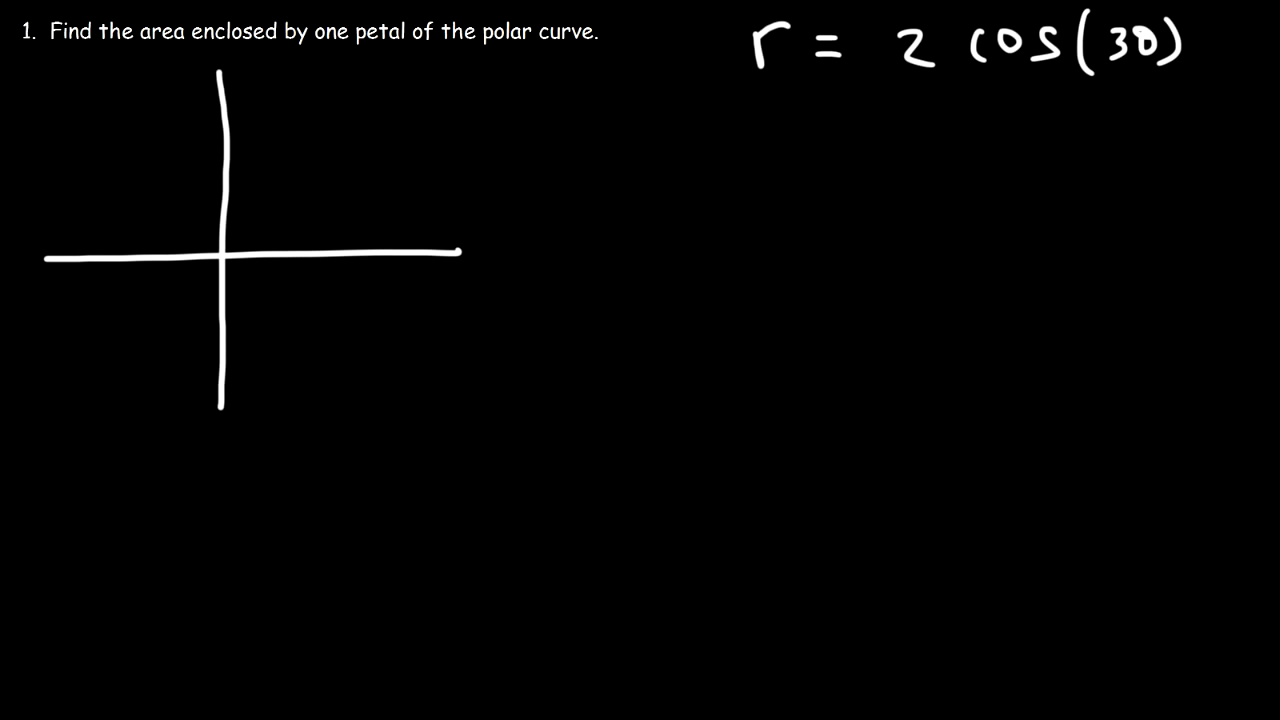 1. Find the area enclosed by one petal of the polar curve.
r = 2 cos(3θ)